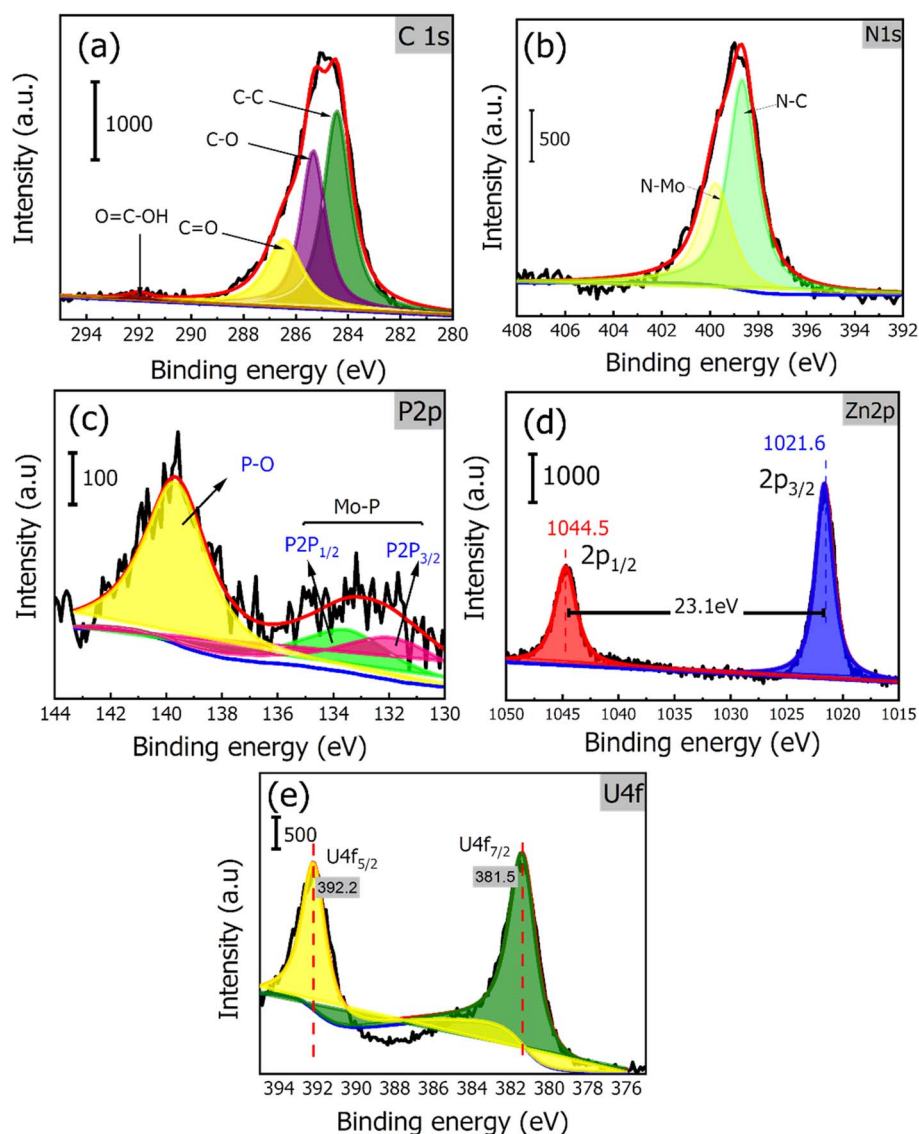 (a)
C 1s
Intensity (a.u.)
1000
C-C
C-O
O=C-OH
C=O
294 292 290 288 286 284 282 280
Binding energy (eV)
(b)
N1s
Intensity (a.u.)
500
N-C
N-Mo
408 406 404 402 400 398 396 394 392
Binding energy (eV)
(c)
P2p
Intensity (a.u)
100
P-O
Mo-P
P2P1/2
P2P3/2
144 142 140 138 136 134 132 130
Binding energy (eV)
(d)
Zn2p
Intensity (a.u)
1000
1021.6
2p3/2
1044.5
2p1/2
23.1eV
1050 1045 1040 1035 1030 1025 1020 1015
Binding energy (eV)
(e)
U4f
Intensity (a.u)
500
U4f5/2
392.2
U4f7/2
381.5
394 392 390 388 386 384 382 380 378 376
Binding energy (eV)